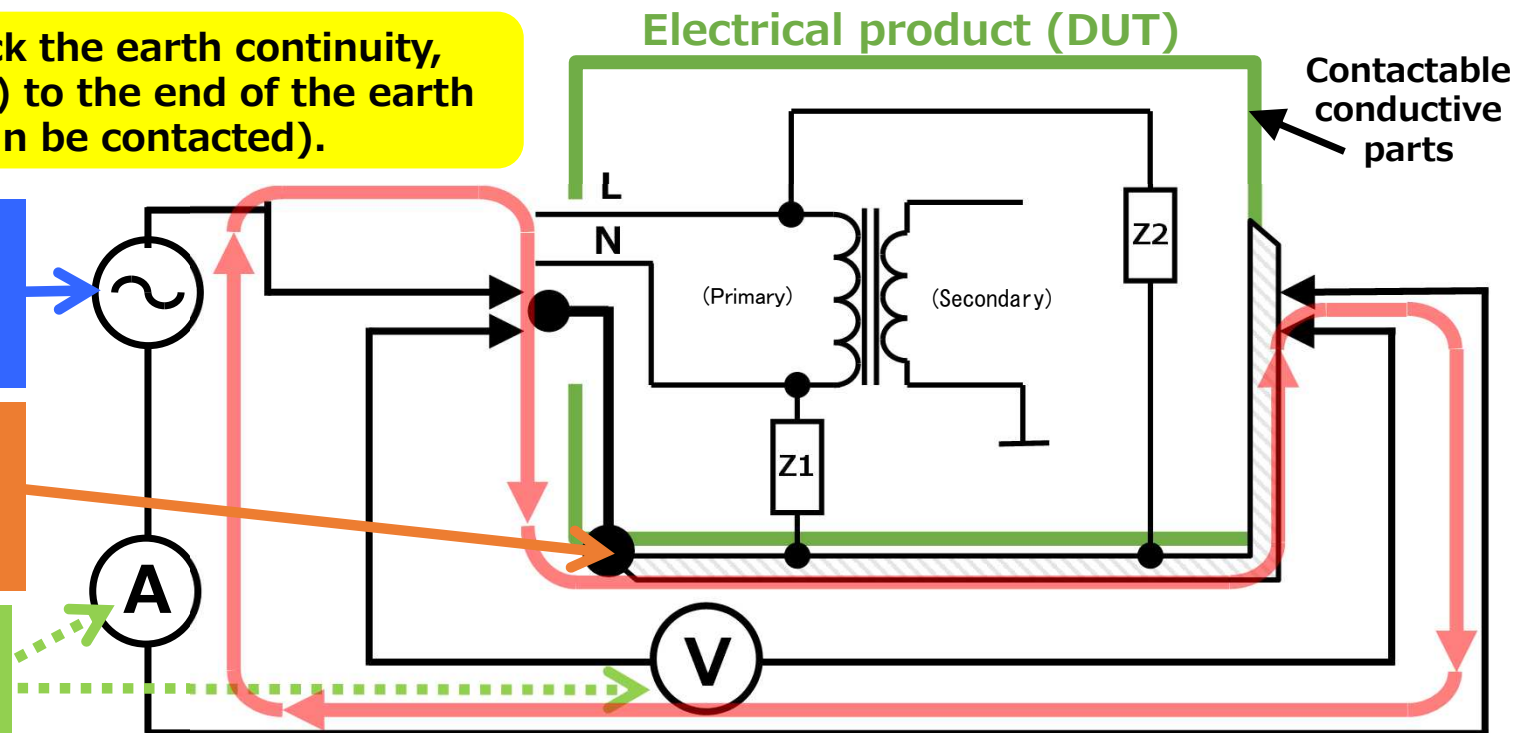 Electrical product (DUT)
the earth continuity,
to the end of the earth
be contacted).
Contactable
conductive
parts
L
N
Z2
(Primary)
(Secondary)
Z1
A
V